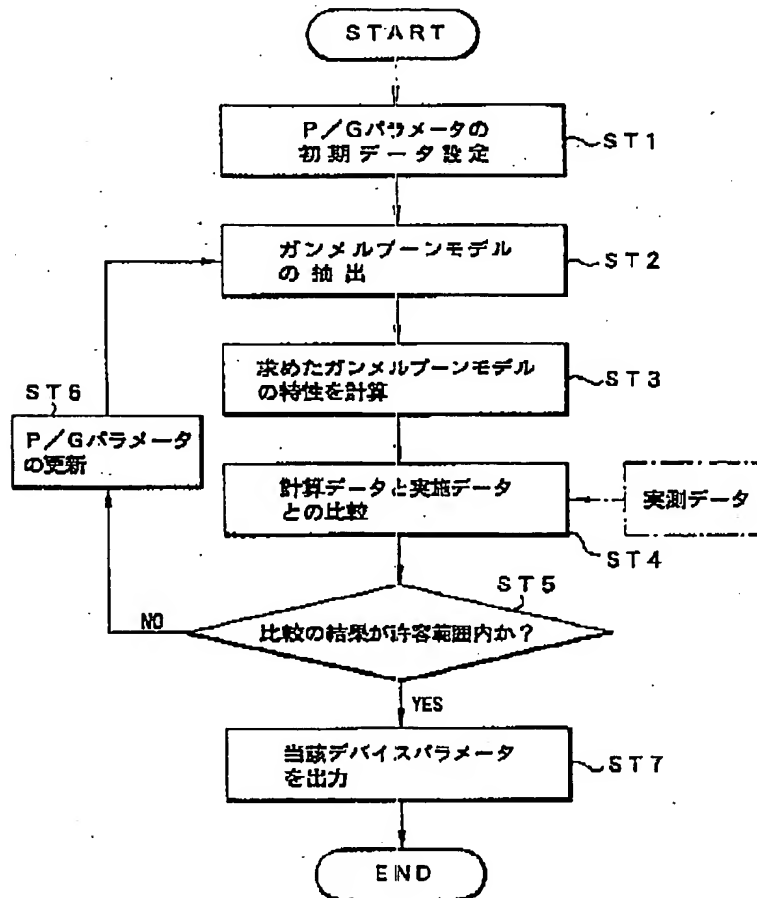 START
P/Gパラメータの
初期データ設定
ST1
ガンメルプーンモデル
の抽出
ST2
求めたガンメルプーンモデル
の特性を計算
ST3
ST6
P/Gパラメータ
の更新
計算データと実施データ
との比較
実測データ
ST4
ST5
比較の結果が許容範囲内か?
NO
YES
当該デバイスパラメータ
を出力
ST7
END